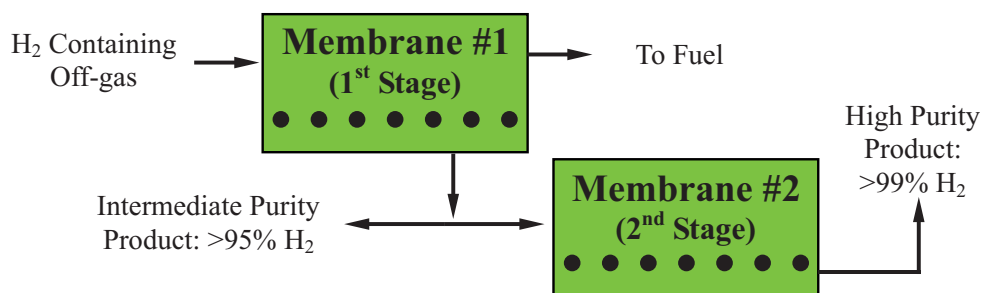 H₂ Containing
Off-gas
Membrane #1
(1ˢᵗ Stage)
To Fuel
High Purity
Product:
>99% H₂
Membrane #2
(2ⁿᵈ Stage)
Intermediate Purity
Product: >95% H₂